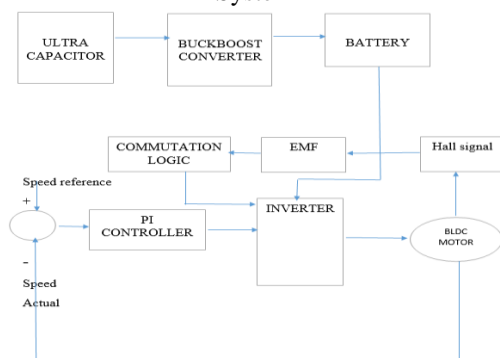 ULTRA
CAPACITOR
BUCKBOOST
CONVERTER
BATTERY
COMMUTATION
LOGIC
EMF
Hall signal
Speed reference
+
PI
CONTROLLER
INVERTER
BLDC
MOTOR
-
Speed
Actual